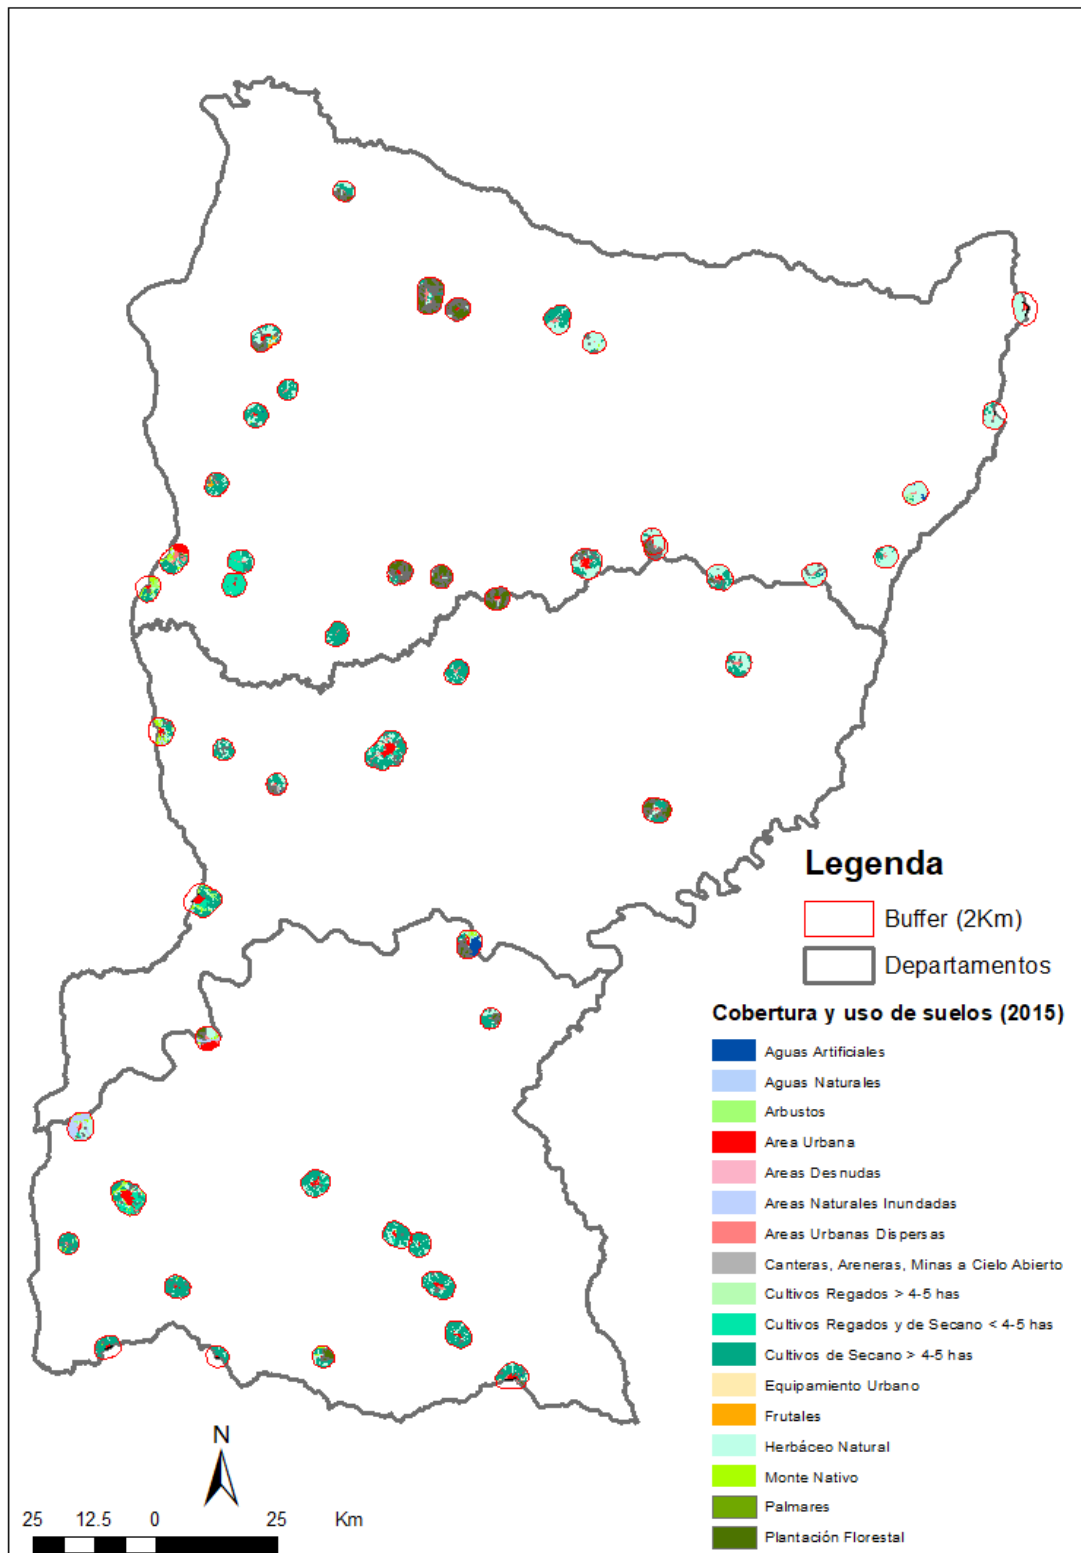 Legenda
Buffer (2Km)
Departamentos
Cobertura y uso de suelos (2015)
Aguas Artificiales
Aguas Naturales
Arbustos
Area Urbana
Areas Desnudas
Areas Naturales Inundadas
Areas Urbanas Dispersas
Canteras, Areneras, Minas a Cielo Abierto
Cultivos Regados > 4-5 has
Cultivos Regados y de Secano < 4-5 has
Cultivos de Secano > 4-5 has
Equipamiento Urbano
Frutales
Herbáceo Natural
Monte Nativo
Palmares
Plantación Florestal
N
25 12.5 0 25 Km